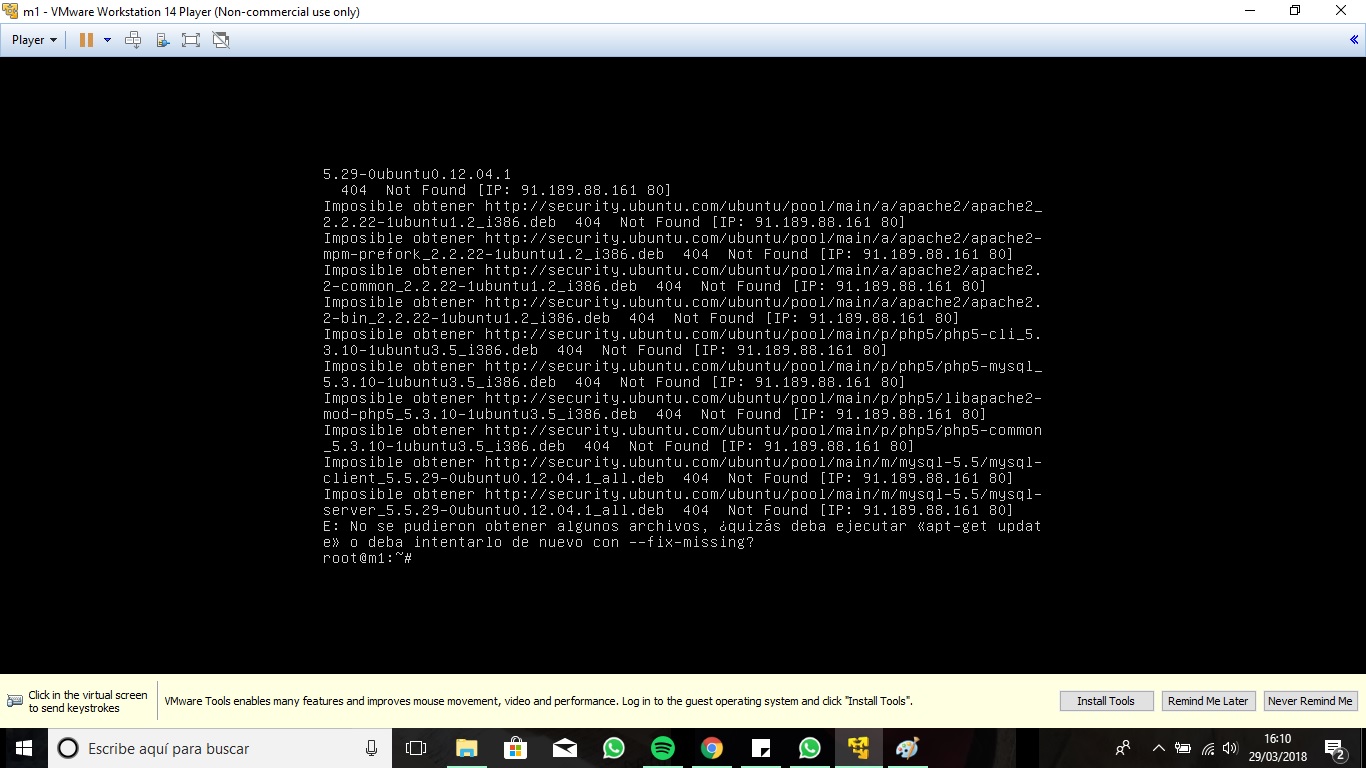 m1 - VMware Workstation 14 Player (Non-commercial use only)
Player
5.29-0ubuntu0.12.04.1
404  Not Found [IP: 91.189.88.161 80]
Imposible obtener http://security.ubuntu.com/ubuntu/pool/main/a/apache2/apache2_
2.2.22-1ubuntu1.2_i386.deb  404  Not Found [IP: 91.189.88.161 80]
Imposible obtener http://security.ubuntu.com/ubuntu/pool/main/a/apache2/apache2-
mpm-prefork_2.2.22-1ubuntu1.2_i386.deb  404  Not Found [IP: 91.189.88.161 80]
Imposible obtener http://security.ubuntu.com/ubuntu/pool/main/a/apache2/apache2.
2-common_2.2.22-1ubuntu1.2_i386.deb  404  Not Found [IP: 91.189.88.161 80]
Imposible obtener http://security.ubuntu.com/ubuntu/pool/main/a/apache2/apache2.
2-bin_2.2.22-1ubuntu1.2_i386.deb  404  Not Found [IP: 91.189.88.161 80]
Imposible obtener http://security.ubuntu.com/ubuntu/pool/main/p/php5/php5-cli_5.
3.10-1ubuntu3.5_i386.deb  404  Not Found [IP: 91.189.88.161 80]
Imposible obtener http://security.ubuntu.com/ubuntu/pool/main/p/php5/php5-mysql_
5.3.10-1ubuntu3.5_i386.deb  404  Not Found [IP: 91.189.88.161 80]
Imposible obtener http://security.ubuntu.com/ubuntu/pool/main/p/php5/libapache2-
mod-php5_5.3.10-1ubuntu3.5_i386.deb  404  Not Found [IP: 91.189.88.161 80]
Imposible obtener http://security.ubuntu.com/ubuntu/pool/main/p/php5/php5-common
_5.3.10-1ubuntu3.5_i386.deb  404  Not Found [IP: 91.189.88.161 80]
Imposible obtener http://security.ubuntu.com/ubuntu/pool/main/m/mysql-5.5/mysql-
client_5.5.29-0ubuntu0.12.04.1_all.deb  404  Not Found [IP: 91.189.88.161 80]
Imposible obtener http://security.ubuntu.com/ubuntu/pool/main/m/mysql-5.5/mysql-
server_5.5.29-0ubuntu0.12.04.1_all.deb  404  Not Found [IP: 91.189.88.161 80]
E: No se pudieron obtener algunos archivos, ¿quizás deba ejecutar «apt-get updat
e» o deba intentarlo de nuevo con --fix-missing?
root@m1:~#
Click in the virtual screen
to send keystrokes
VMware Tools enables many features and improves mouse movement, video and performance. Log in to the guest operating system and click "Install Tools".
Install Tools
Remind Me Later
Never Remind Me
Escribe aquí para buscar
16:10
29/03/2018
2